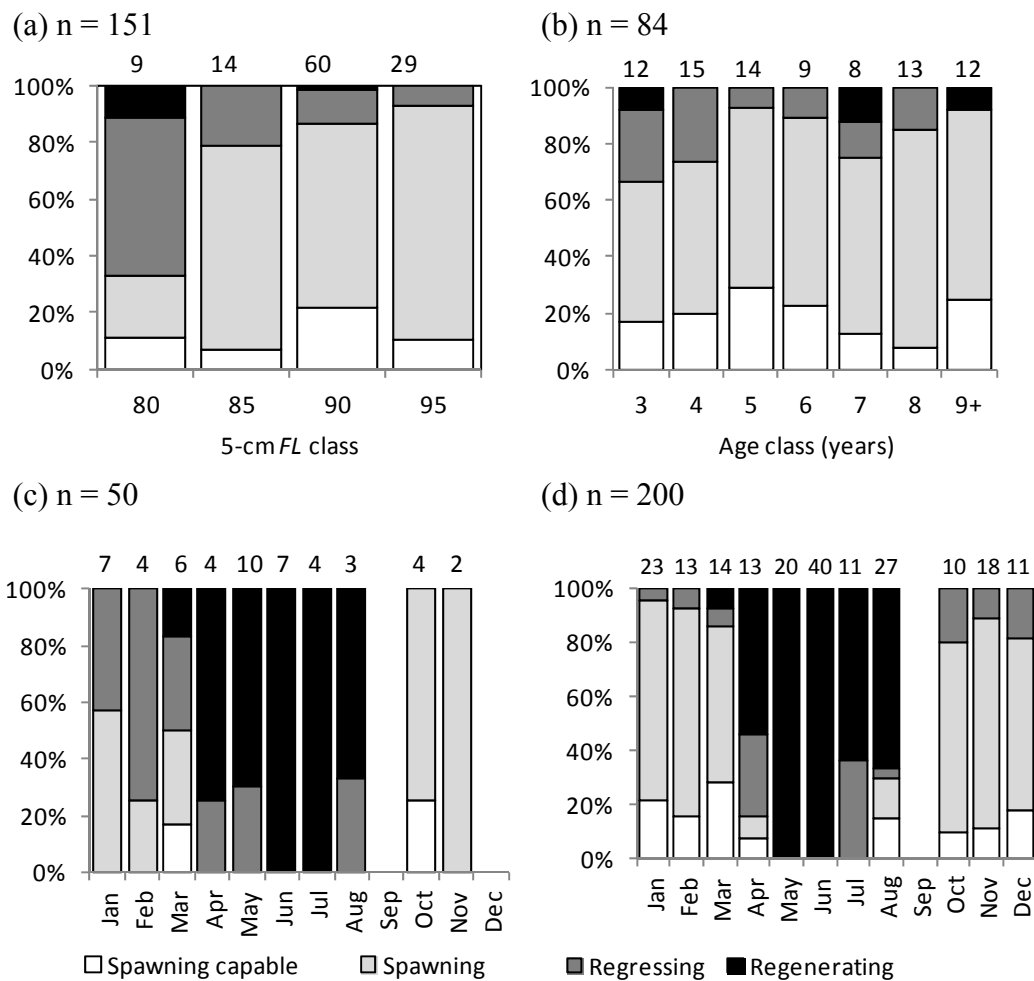 (a) n = 151
9 14 60 29
100%
80%
60%
40%
20%
0%
80 85 90 95
5-cm FL class
(b) n = 84
12 15 14 9 8 13 12
100%
80%
60%
40%
20%
0%
3 4 5 6 7 8 9+
Age class (years)
(c) n = 50
7 4 6 4 10 7 4 3 4 2
100%
80%
60%
40%
20%
0%
Jan Feb Mar Apr May Jun Jul Aug Sep Oct Nov Dec
(d) n = 200
23 13 14 13 20 40 11 27 10 18 11
100%
80%
60%
40%
20%
0%
Jan Feb Mar Apr May Jun Jul Aug Sep Oct Nov Dec
Spawning capable Spawning Regressing Regenerating